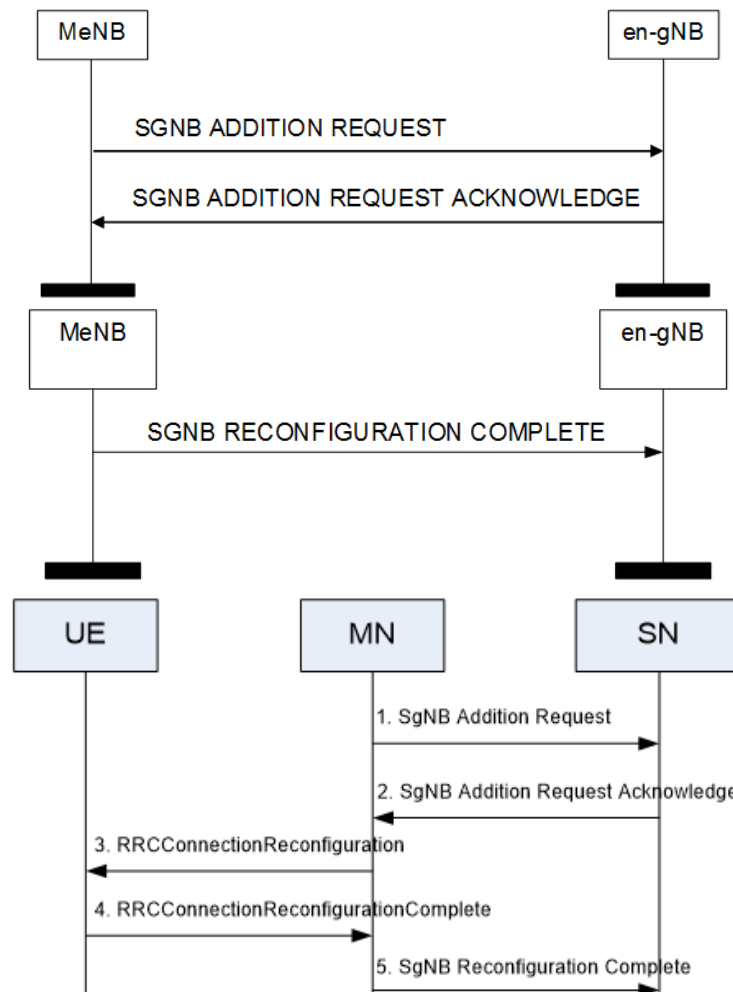 MeNB
en-gNB
SGNB ADDITION REQUEST
SGNB ADDITION REQUEST ACKNOWLEDGE
MeNB
en-gNB
SGNB RECONFIGURATION COMPLETE
UE
MN
SN
1. SgNB Addition Request
2. SgNB Addition Request Acknowledge
3. RRCConnectionReconfiguration
4. RRCConnectionReconfigurationComplete
5. SgNB Reconfiguration Complete